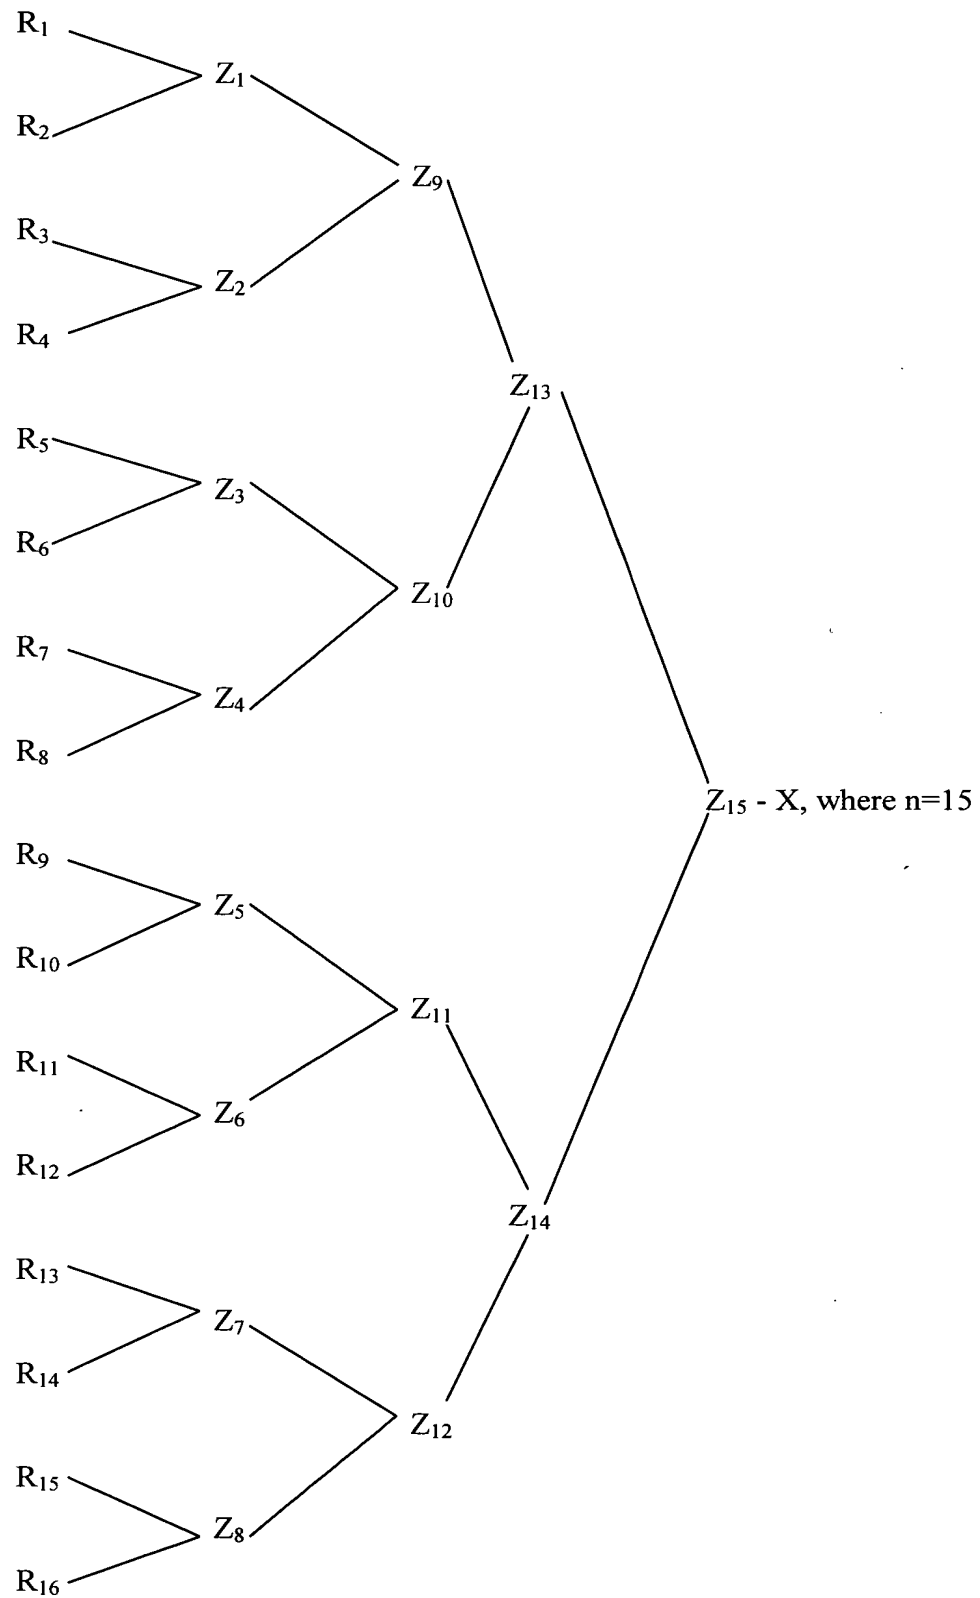 R₁
Z₁
R₂
Z₉
R₃
Z₂
R₄
Z₁₃
R₅
Z₃
R₆
Z₁₀
R₇
Z₄
R₈
Z₁₅ - X, where n=15
R₉
Z₅
R₁₀
Z₁₁
R₁₁
Z₆
R₁₂
Z₁₄
R₁₃
Z₇
R₁₄
Z₁₂
R₁₅
Z₈
R₁₆